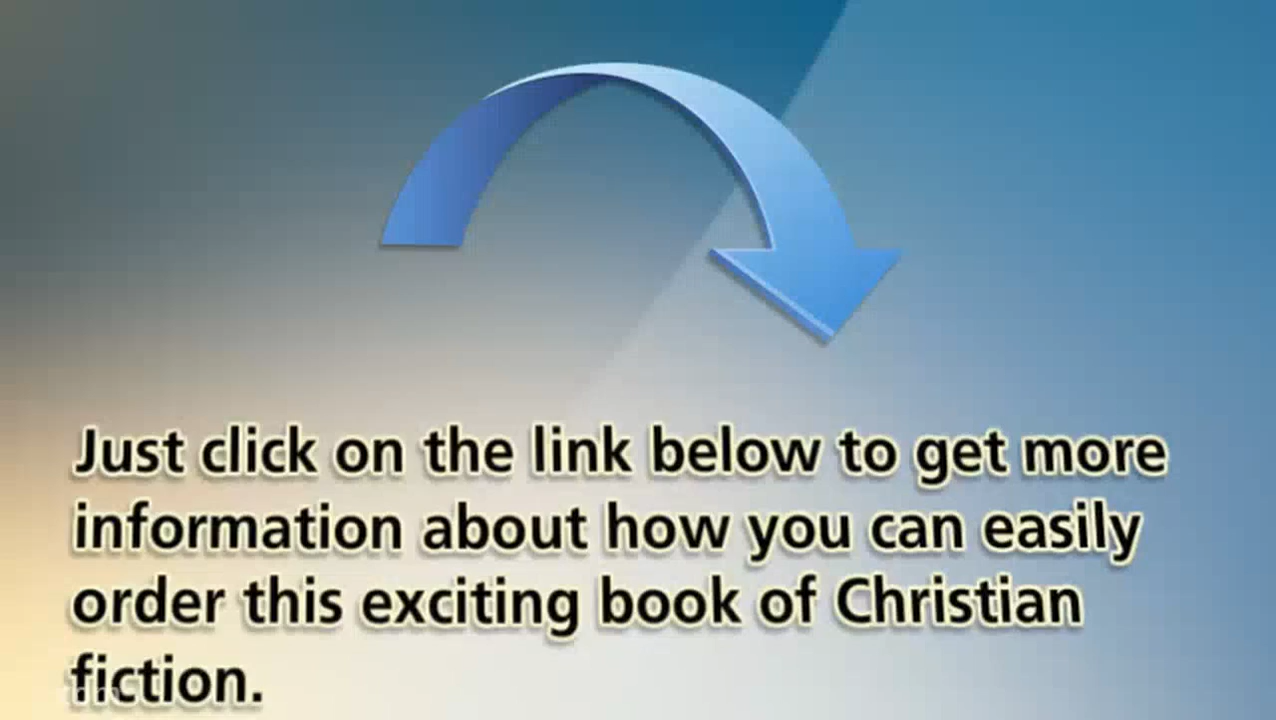 Just click on the link below to get more
information about how you can easily
order this exciting book of Christian
fiction.